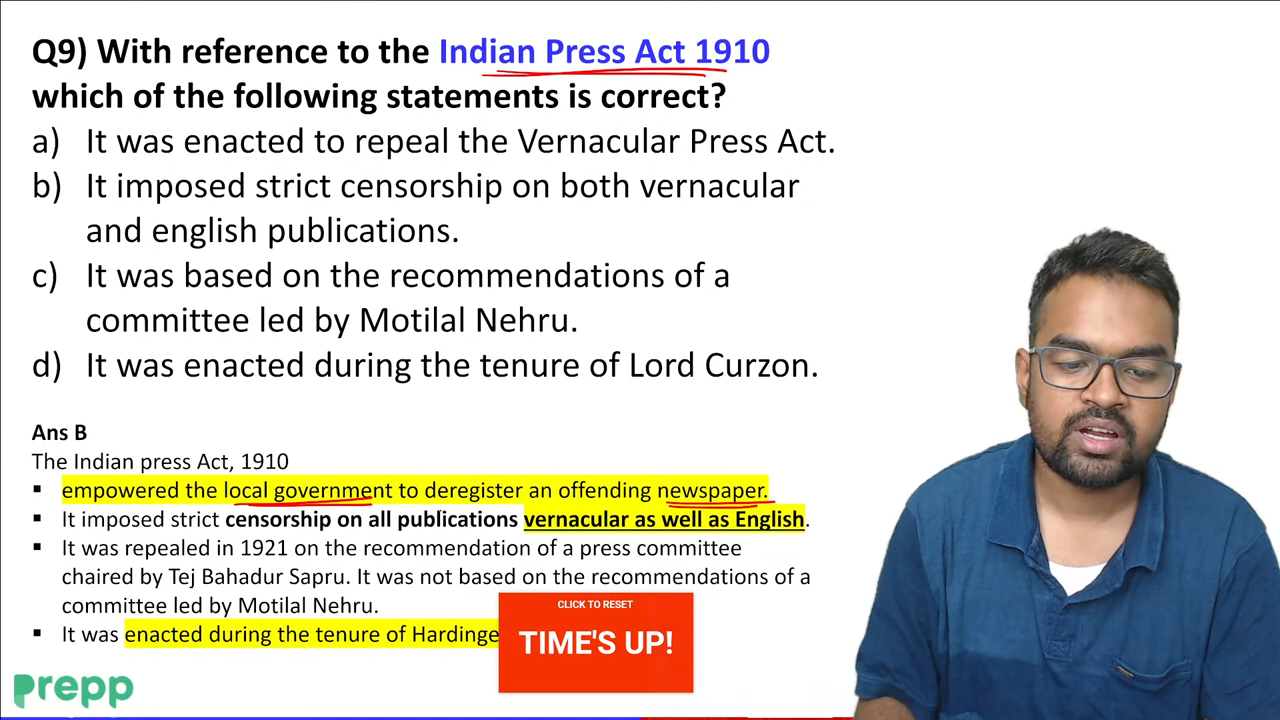 Q9) With reference to the Indian Press Act 1910
which of the following statements is correct?
a) It was enacted to repeal the Vernacular Press Act.
b) It imposed strict censorship on both vernacular
and english publications.
c) It was based on the recommendations of a
committee led by Motilal Nehru.
d) It was enacted during the tenure of Lord Curzon.
Ans B
The Indian press Act, 1910
▪ empowered the local government to deregister an offending newspaper.
▪ It imposed strict censorship on all publications vernacular as well as English.
▪ It was repealed in 1921 on the recommendation of a press committee
chaired by Tej Bahadur Sapru. It was not based on the recommendations of a
committee led by Motilal Nehru.
▪ It was enacted during the tenure of Hardinge
CLICK TO RESET
TIME'S UP!
prepp